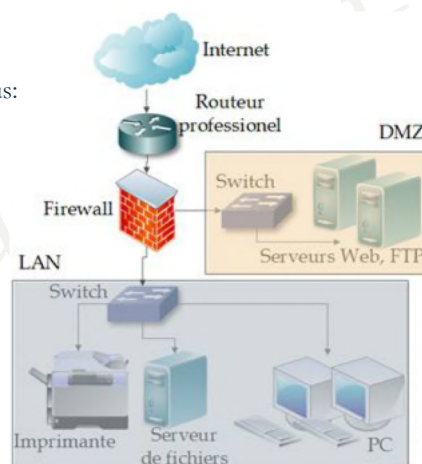 Internet
us:
Routeur
professionel
DMZ
Switch
Firewall
Serveurs Web, FTP
LAN
Switch
Imprimante
Serveur
de fichiers
PC